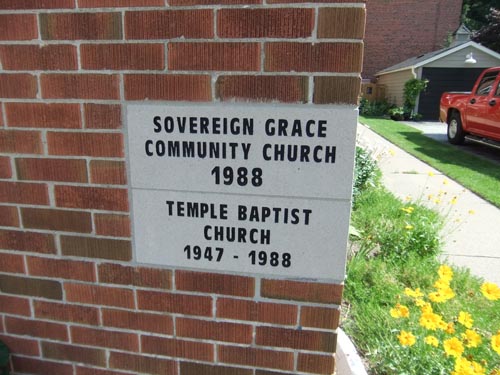 SOVEREIGN GRACE
COMMUNITY CHURCH
1988
TEMPLE BAPTIST
CHURCH
1947 - 1988